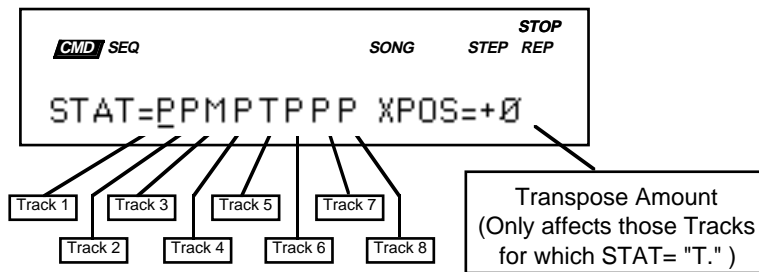 STOP
CMD SEQ SONG STEP REP
STAT=PPMPTPPP XPOS=+0
Track 1 Track 3 Track 5 Track 7
Track 2 Track 4 Track 6 Track 8
Transpose Amount
(Only affects those Tracks
for which STAT= "T." )